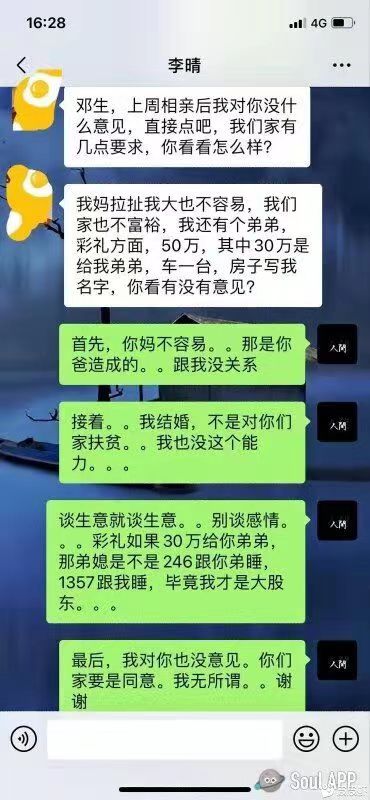 16:28
4G
李晴
邓生，上周相亲后我对你没什
么意见，直接点吧，我们家有
几点要求，你看看怎么样？
我妈拉扯我大也不容易，我们
家也不富裕，我还有个弟弟，
彩礼方面，50万，其中30万是
给我弟弟，车一台，房子写我
名字，你看有没有意见？
首先，你妈不容易。。那是你
爸造成的。。跟我没关系
人间
接着。。我结婚，不是对你们
家扶贫。。我也没这个能
力。。。
人间
谈生意就谈生意。。别谈感情。
。。彩礼如果30万给你弟弟，
那弟媳是不是246跟你弟睡，
1357跟我睡，毕竟我才是大股
东。。。
人间
最后，我对你也没意见。你们
家要是同意。我无所谓。。谢
谢
人间
Soul APP